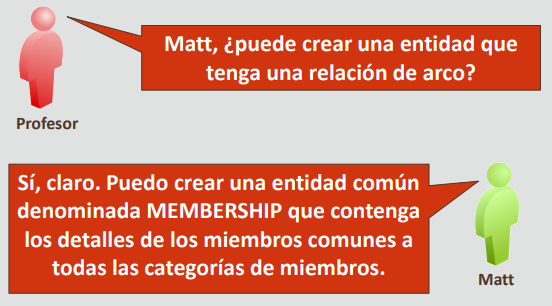 Matt, ¿puede crear una entidad que
tenga una relación de arco?
Profesor
Sí, claro. Puedo crear una entidad común
denominada MEMBERSHIP que contenga
los detalles de los miembros comunes a
todas las categorías de miembros.
Matt